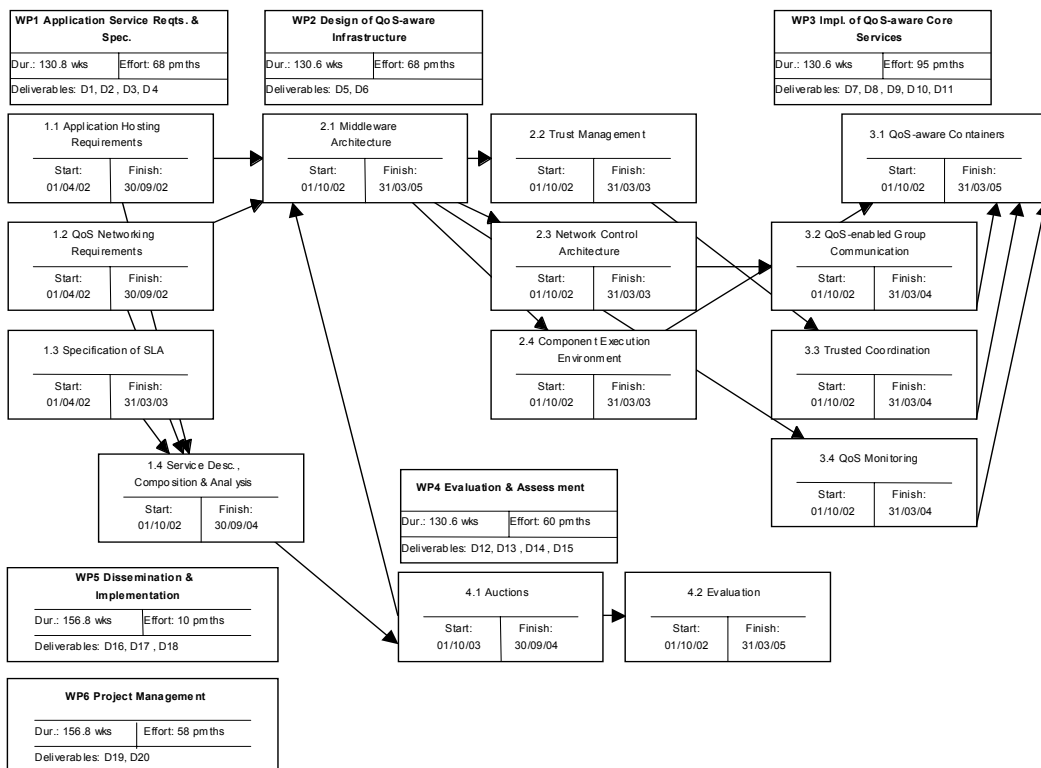 WP1 Application Service Reqts. &
Spec.
Dur.: 130.8 wks
Effort: 68 pmths
Deliverables: D1, D2 , D3, D4
WP2 Design of QoS-aware
Infrastructure
Dur.: 130.6 wks
Effort: 68 pmths
Deliverables: D5, D6
WP3 Impl. of QoS-aware Core
Services
Dur.: 130.6 wks
Effort: 95 pmths
Deliverables: D7, D8 , D9, D10, D11
1.1 Application Hosting
Requirements
Start:
01/04/02
Finish:
30/09/02
2.1 Middleware
Architecture
Start:
01/10/02
Finish:
31/03/05
2.2 Trust Management
Start:
01/10/02
Finish:
31/03/03
3.1 QoS-aware Containers
Start:
01/10/02
Finish:
31/03/05
1.2 QoS Networking
Requirements
Start:
01/04/02
Finish:
30/09/02
2.3 Network Control
Architecture
Start:
01/10/02
Finish:
31/03/03
3.2 QoS-enabled Group
Communication
Start:
01/10/02
Finish:
31/03/04
1.3 Specification of SLA
Start:
01/04/02
Finish:
31/03/03
2.4 Component Execution
Environment
Start:
01/10/02
Finish:
31/03/03
3.3 Trusted Coordination
Start:
01/10/02
Finish:
31/03/04
1.4 Service Desc.,
Composition & Analysis
Start:
01/10/02
Finish:
30/09/04
3.4 QoS Monitoring
Start:
01/10/02
Finish:
31/03/04
WP4 Evaluation & Assessment
Dur.: 130.6 wks
Effort: 60 pmths
Deliverables: D12, D13 , D14 , D15
4.1 Auctions
Start:
01/10/03
Finish:
30/09/04
4.2 Evaluation
Start:
01/10/02
Finish:
31/03/05
WP5 Dissemination &
Implementation
Dur.: 156.8 wks
Effort: 10 pmths
Deliverables: D16, D17 , D18
WP6 Project Management
Dur.: 156.8 wks
Effort: 58 pmths
Deliverables: D19, D20